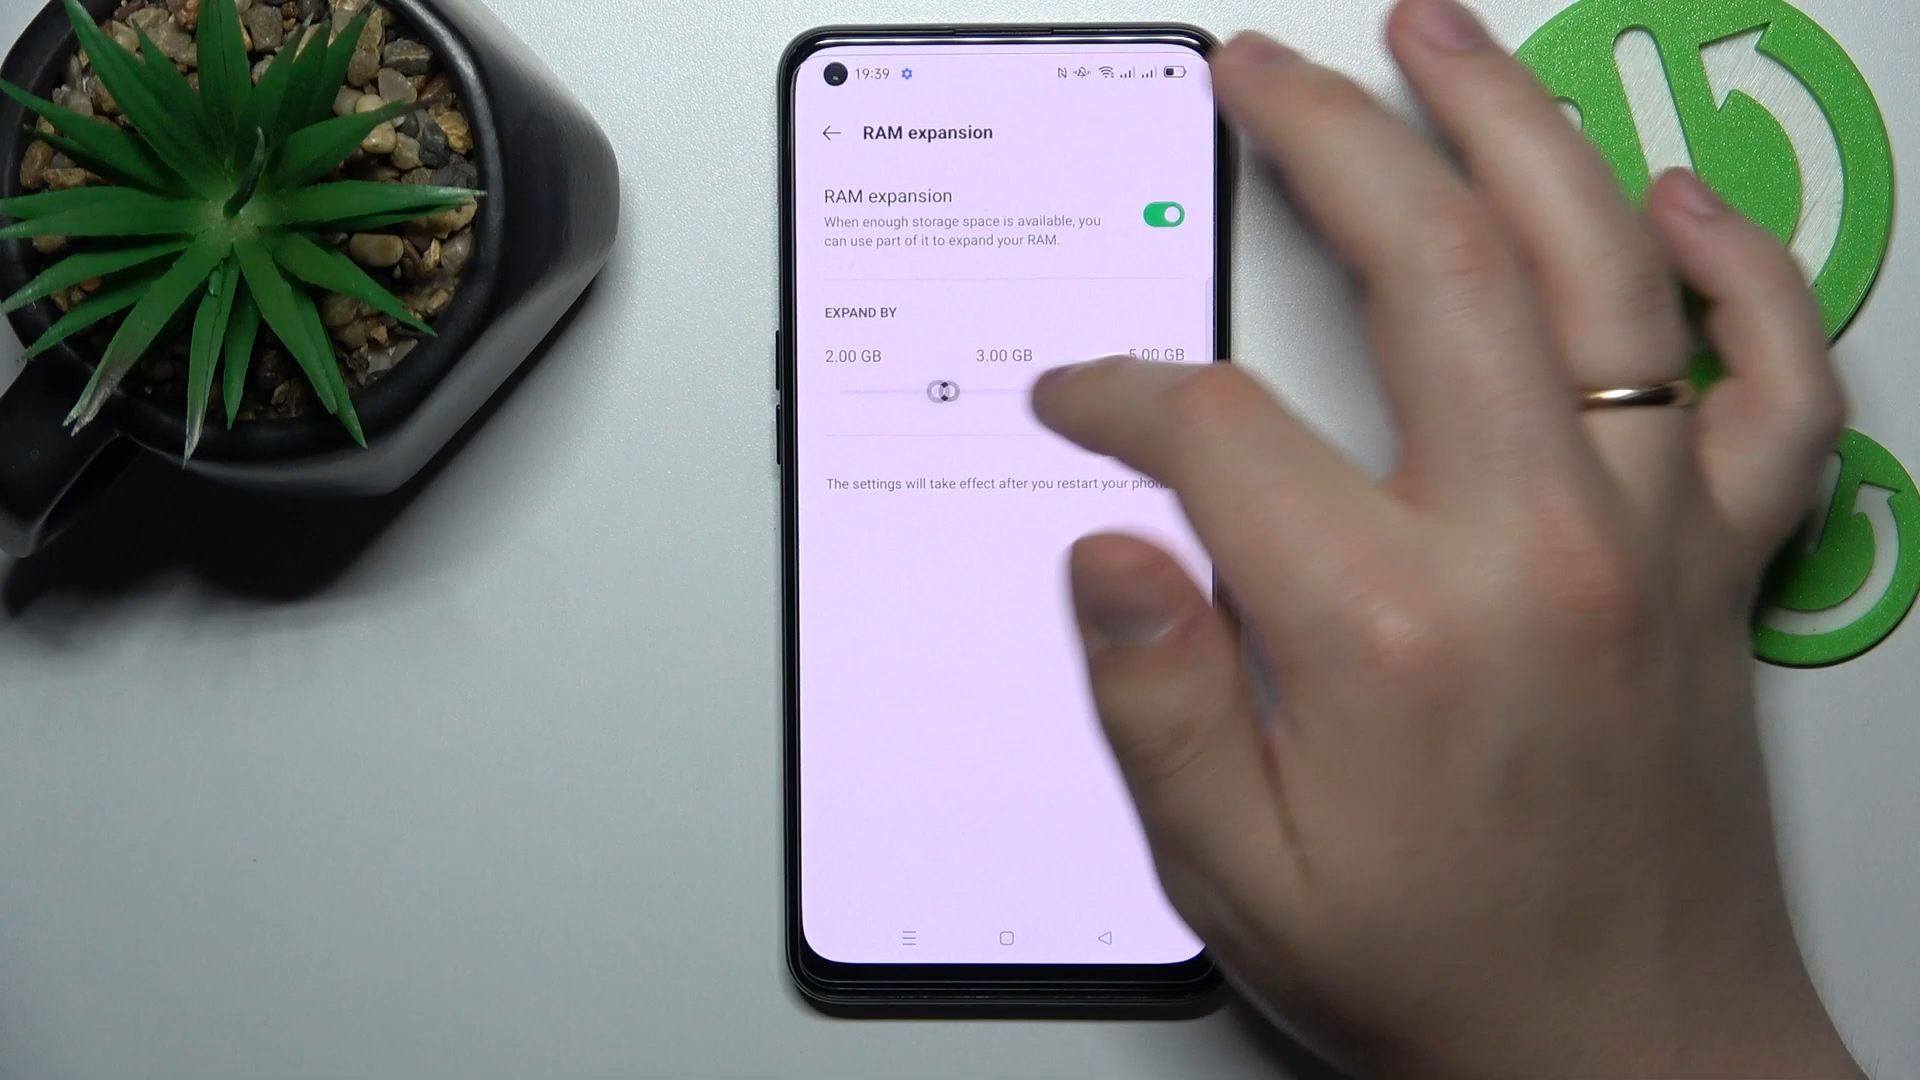 19:39
RAM expansion
RAM expansion
When enough storage space is available, you
can use part of it to expand your RAM.
EXPAND BY
2.00 GB 3.00 GB 5.00 GB
The settings will take effect after you restart your phone